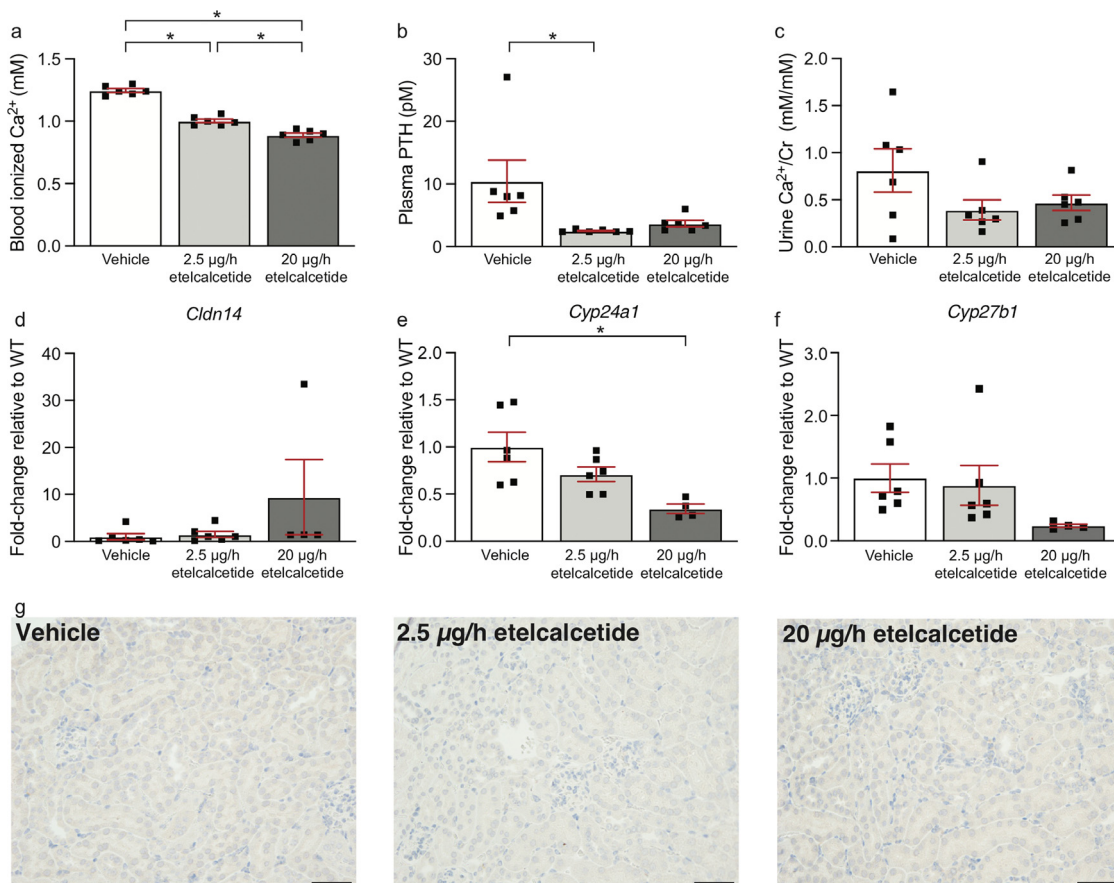 a
*
*
*
Blood ionized Ca²⁺ (mM)
1.5
1.0
0.5
0.0
Vehicle
2.5 µg/h
etelcalcetide
20 µg/h
etelcalcetide
b
*
Plasma PTH (pM)
30
20
10
0
Vehicle
2.5 µg/h
etelcalcetide
20 µg/h
etelcalcetide
c
Urine Ca²⁺/Cr (mM/mM)
2.0
1.5
1.0
0.5
0.0
Vehicle
2.5 µg/h
etelcalcetide
20 µg/h
etelcalcetide
d
Cldn14
Fold-change relative to WT
40
30
20
10
0
Vehicle
2.5 µg/h
etelcalcetide
20 µg/h
etelcalcetide
e
Cyp24a1
*
Fold-change relative to WT
2.0
1.5
1.0
0.5
0.0
Vehicle
2.5 µg/h
etelcalcetide
20 µg/h
etelcalcetide
f
Cyp27b1
Fold-change relative to WT
3.0
2.0
1.0
0.0
Vehicle
2.5 µg/h
etelcalcetide
20 µg/h
etelcalcetide
g
Vehicle
2.5 µg/h etelcalcetide
20 µg/h etelcalcetide